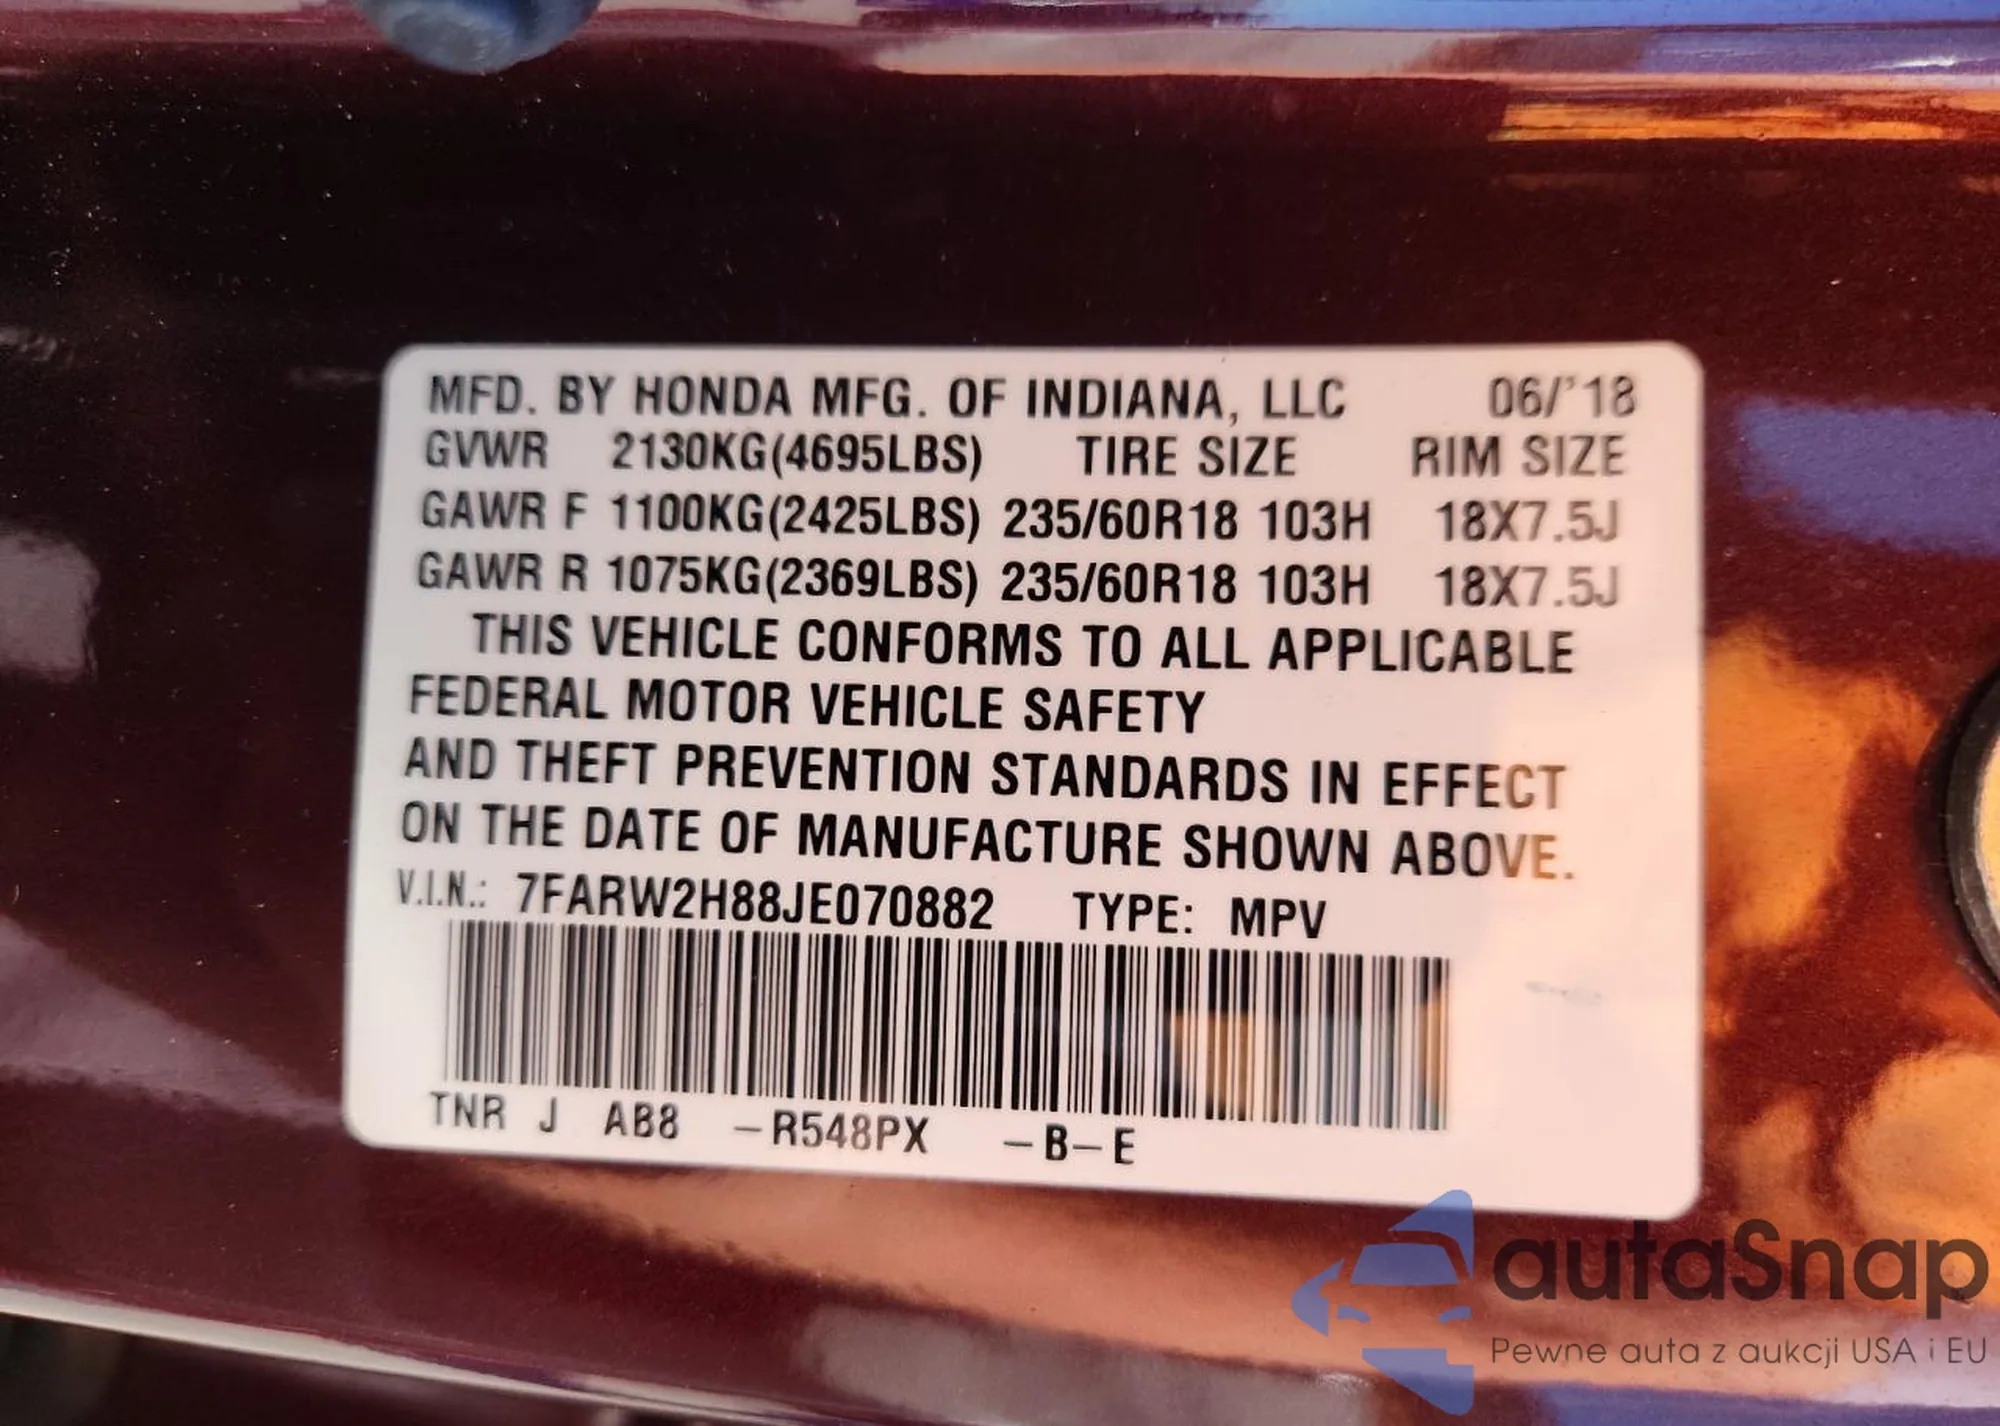 MFD. BY HONDA MFG. OF INDIANA, LLC 06/'18
GVWR 2130KG(4695LBS) TIRE SIZE RIM SIZE
GAWR F 1100KG(2425LBS) 235/60R18 103H 18X7.5J
GAWR R 1075KG(2369LBS) 235/60R18 103H 18X7.5J
THIS VEHICLE CONFORMS TO ALL APPLICABLE
FEDERAL MOTOR VEHICLE SAFETY
AND THEFT PREVENTION STANDARDS IN EFFECT
ON THE DATE OF MANUFACTURE SHOWN ABOVE.
V.I.N.: 7FARW2H88JE070882 TYPE: MPV
TNR J AB8 –R548PX –B–E
autaSnap
Pewne auta z aukcji USA i EU